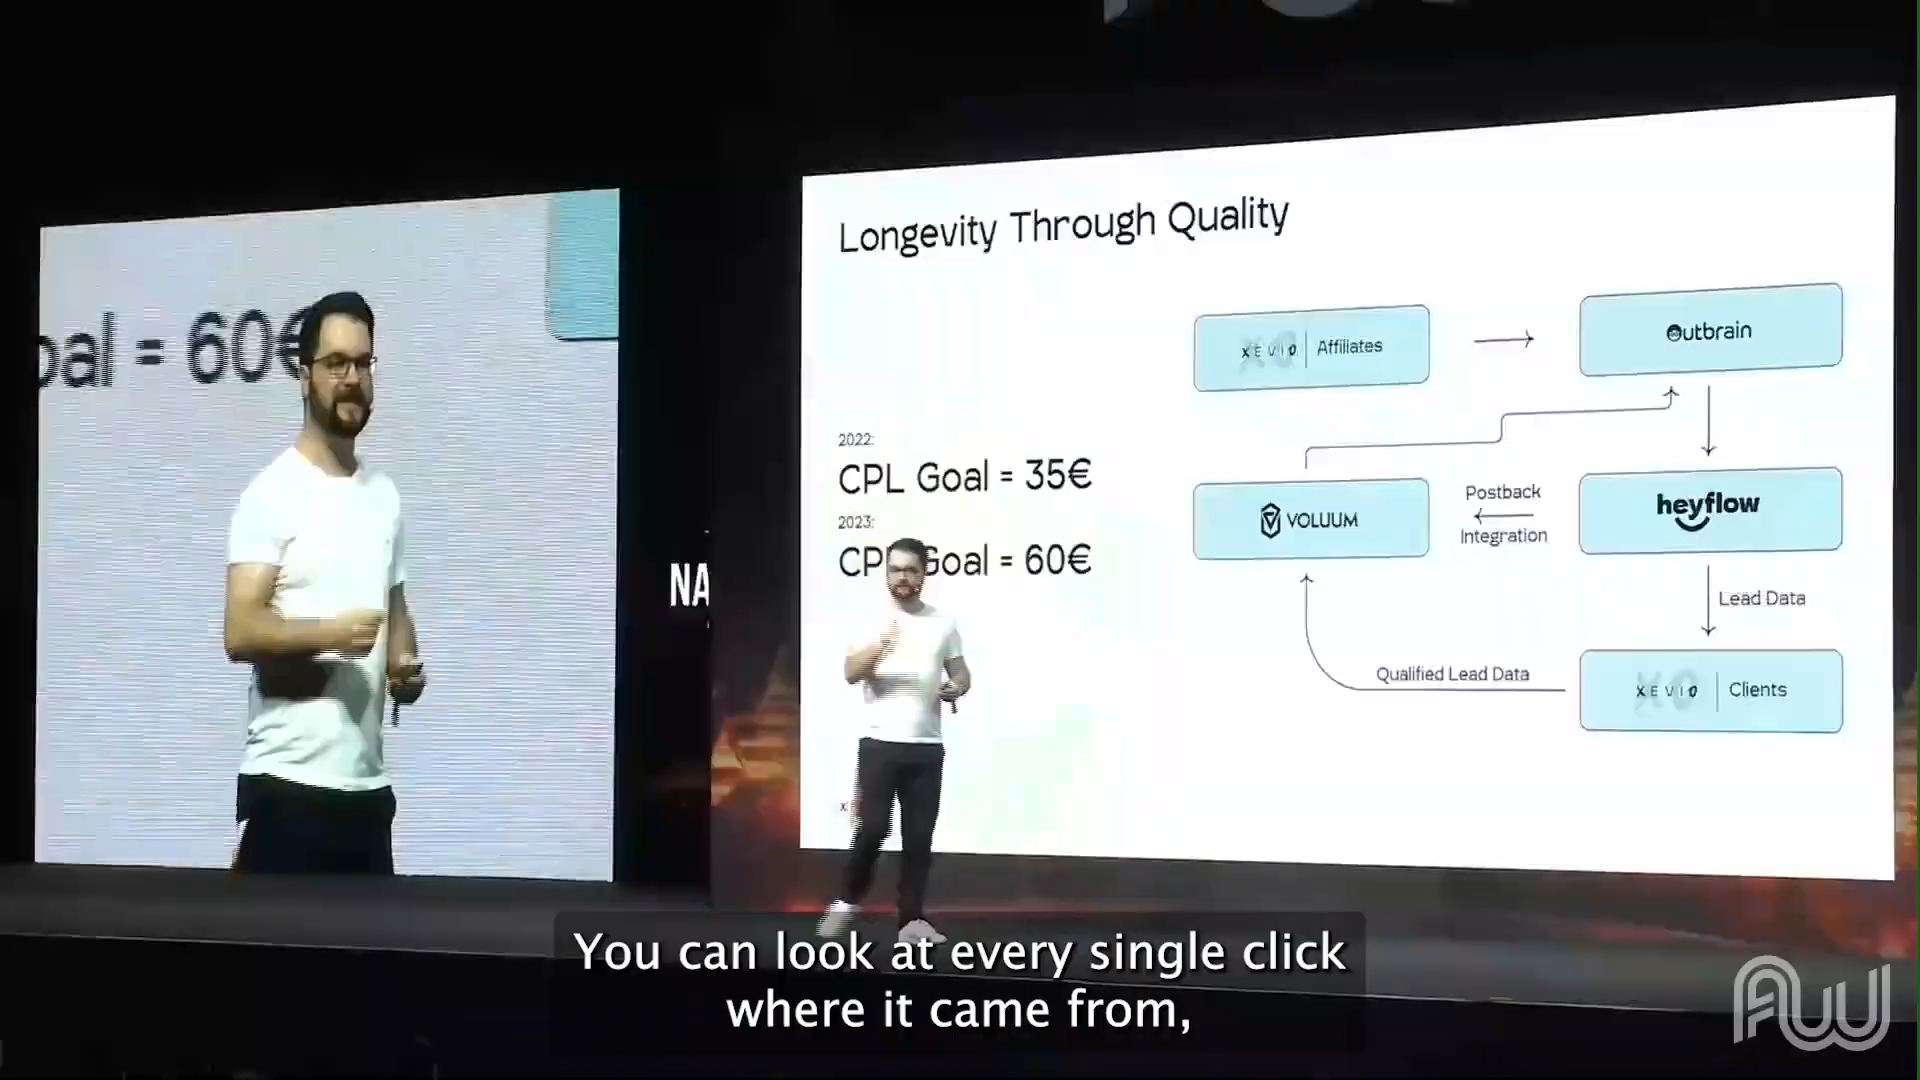 oal = 60€
NA
Longevity Through Quality
XEVIO | Affiliates
Outbrain
2022:
CPL Goal = 35€
2023:
CP Goal = 60€
VOLUUM
Postback
Integration
heyflow
Lead Data
Qualified Lead Data
XEVIO | Clients
You can look at every single click
where it came from,
AW